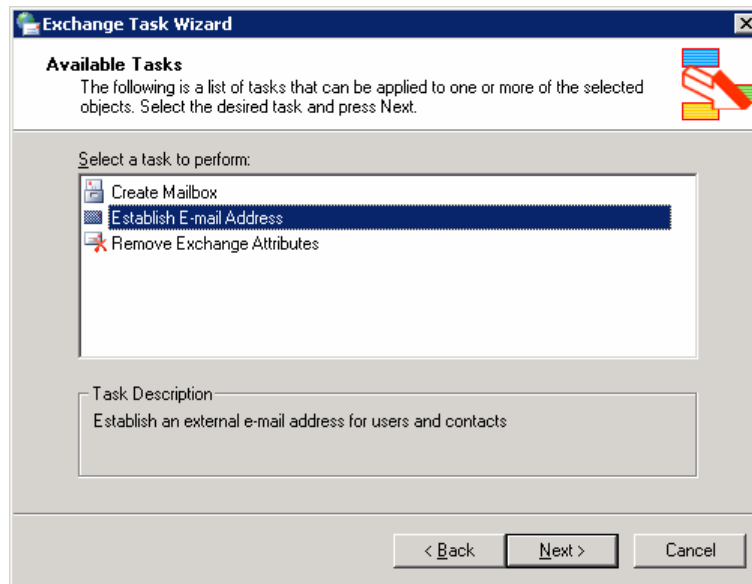 Exchange Task Wizard
Available Tasks
The following is a list of tasks that can be applied to one or more of the selected
objects. Select the desired task and press Next.
Select a task to perform:
Create Mailbox
Establish E-mail Address
Remove Exchange Attributes
Task Description
Establish an external e-mail address for users and contacts
< Back Next > Cancel